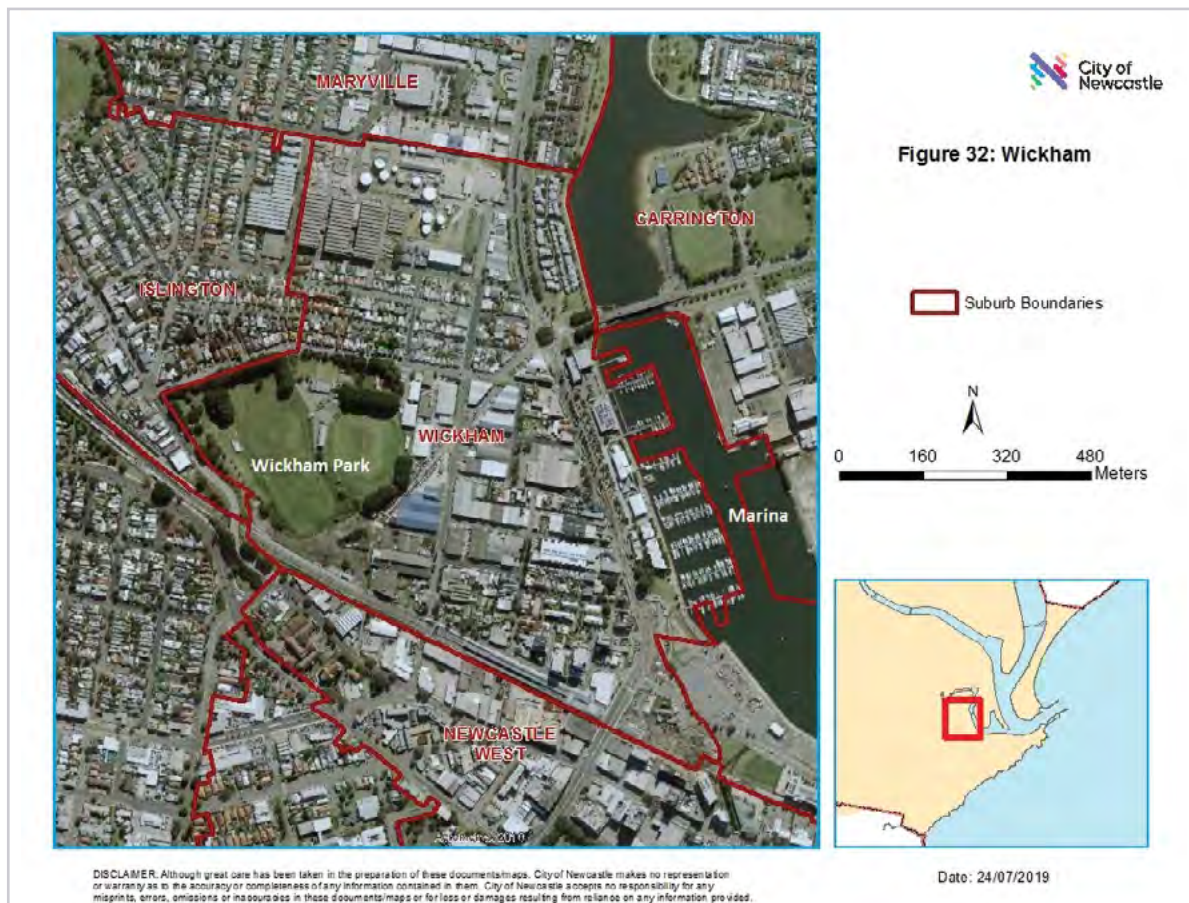 MARYVILLE
CARRINGTON
ISLINGTON
WICKHAM
Wickham Park
Marina
NEWCASTLE
WEST
City of
Newcastle
Figure 32: Wickham
Suburb Boundaries
N
0 160 320 480
Meters
DISCLAIMER: Although great care has been taken in the preparation of these documents/maps, City of Newcastle makes no representation
or warranty as to the accuracy or completeness of any information contained in them. City of Newcastle accepts no responsibility for any
misprints, errors, omissions or inaccuracies in these documents/maps or for loss or damages resulting from reliance on any information provided.
Date: 24/07/2019